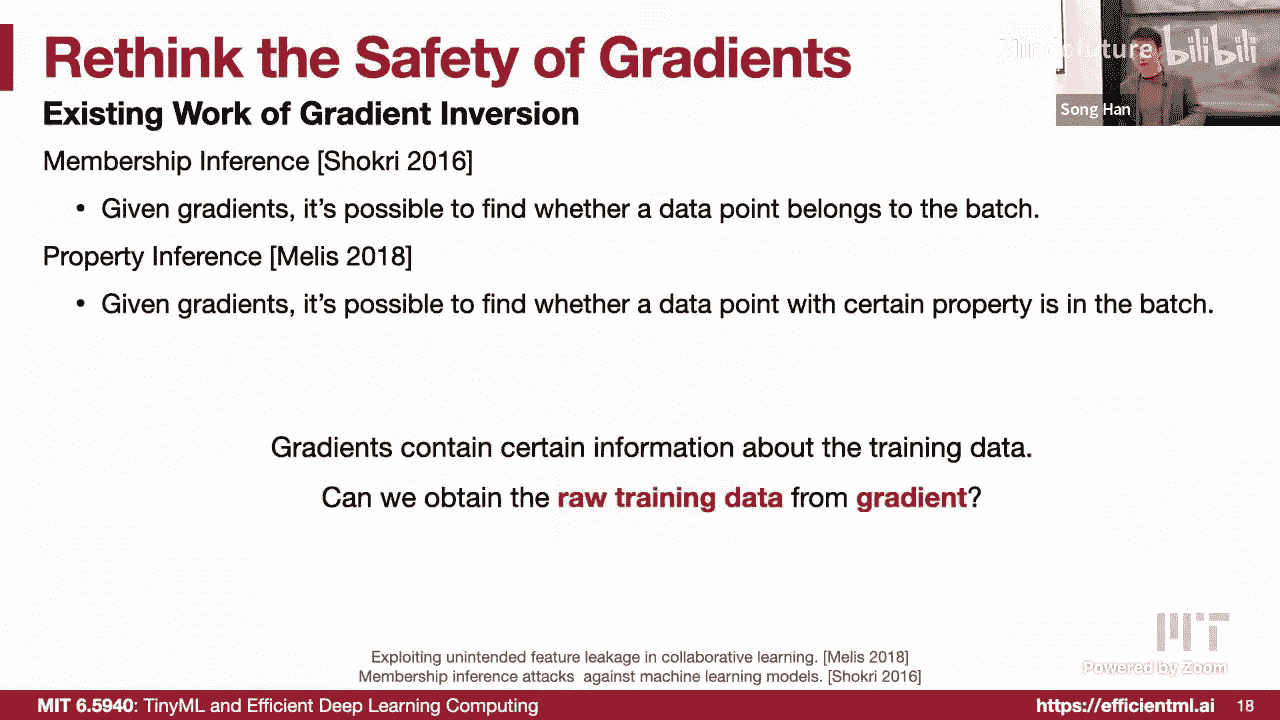 Rethink the Safety of Gradients
Existing Work of Gradient Inversion
Membership Inference [Shokri 2016]
• Given gradients, it's possible to find whether a data point belongs to the batch.
Property Inference [Melis 2018]
• Given gradients, it's possible to find whether a data point with certain property is in the batch.
Gradients contain certain information about the training data.
Can we obtain the raw training data from gradient?
Exploiting unintended feature leakage in collaborative learning. [Melis 2018]
Membership inference attacks against machine learning models. [Shokri 2016]
MIT 6.5940: TinyML and Efficient Deep Learning Computing
https://efficientml.ai
18
bilibili
Song Han
MIT
Powered by Zoom